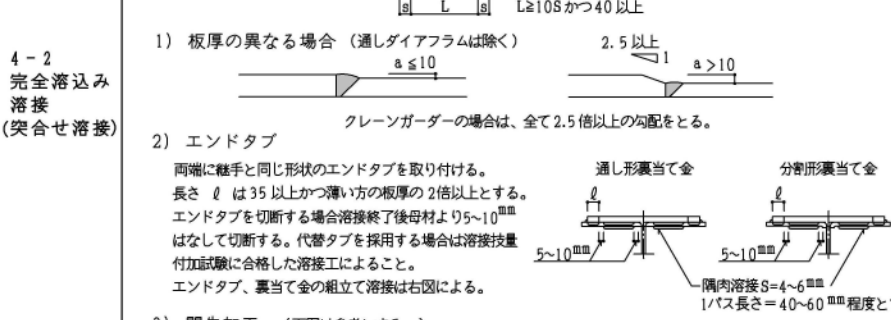 s L s L≧10Sかつ40以上
4-2
完全溶込み
溶接
(突合せ溶接)
1) 板厚の異なる場合 (通しダイアフラムは除く)
a≦10
2.5以上
1
a>10
クレーンガーダーの場合は、全て2.5倍以上の勾配をとる。
2) エンドタブ
両端に継手と同じ形状のエンドタブを取り付ける。
長さ ℓ は35以上かつ薄い方の板厚の2倍以上とする。
エンドタブを切断する場合溶接終了後母材より5~10mm
はなして切断する。代替タブを採用する場合は溶接技量
付加試験に合格した溶接工によること。
エンドタブ、裏当て金の組立て溶接は右図による。
通し形裏当て金
ℓ
5~10mm
分割形裏当て金
ℓ
5~10mm
隅肉溶接S=4~6mm
1パス長さ=40~60mm程度と